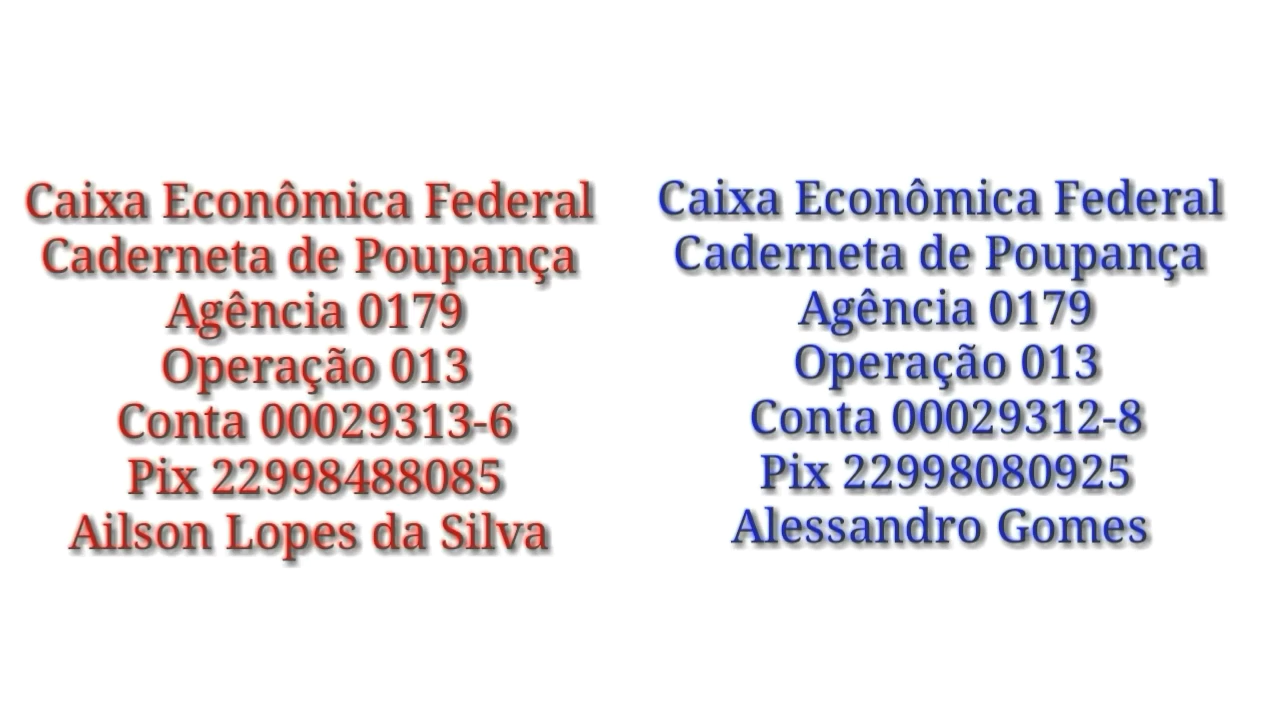 Caixa Econômica Federal
Caderneta de Poupança
Agência 0179
Operação 013
Conta 00029313-6
Pix 22998488085
Ailson Lopes da Silva
Caixa Econômica Federal
Caderneta de Poupança
Agência 0179
Operação 013
Conta 00029312-8
Pix 22998080925
Alessandro Gomes